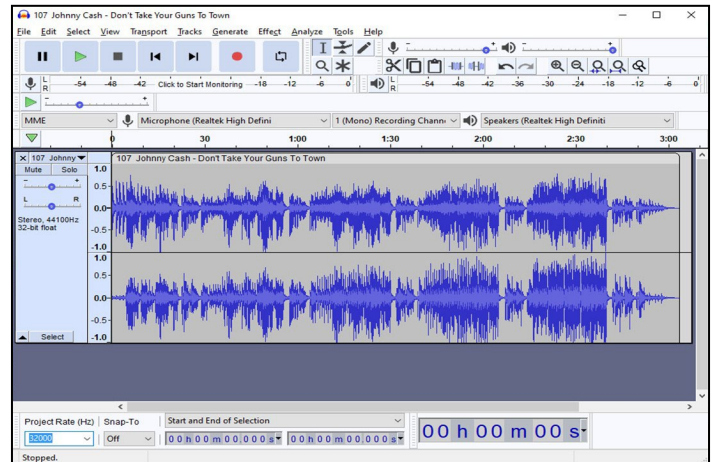 107 Johnny Cash - Don't Take Your Guns To Town
File Edit Select View Transport Tracks Generate Effect Analyze Tools Help
L R -54 -48 -42 Click to Start Monitoring -18 -12 -6 0 L R -54 -48 -42 -36 -30 -24 -18 -12 -6 0
MME Microphone (Realtek High Defini 1 (Mono) Recording Chann Speakers (Realtek High Definiti
0 30 1:00 1:30 2:00 2:30 3:00
107 Johnny 107 Johnny Cash - Don't Take Your Guns To Town
Mute Solo 1.0
- + 0.5
L R 0.0
Stereo, 44100Hz -0.5
32-bit float -1.0
1.0
0.5
0.0
-0.5
Select -1.0
Project Rate (Hz) Snap-To Start and End of Selection
32000 Off 00 h 00 m 00.000 s 00 h 00 m 00.000 s 00 h 00 m 00 s
Stopped.